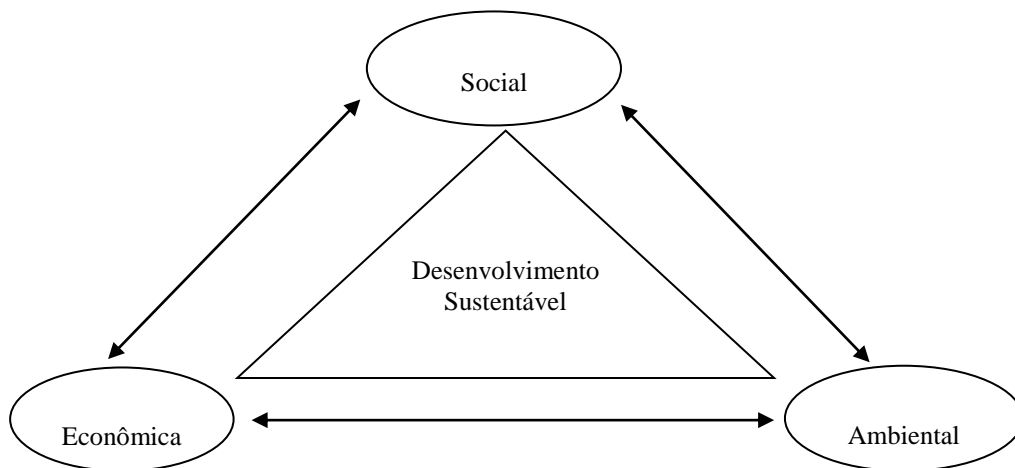 Social
Desenvolvimento
Sustentável
Econômica
Ambiental